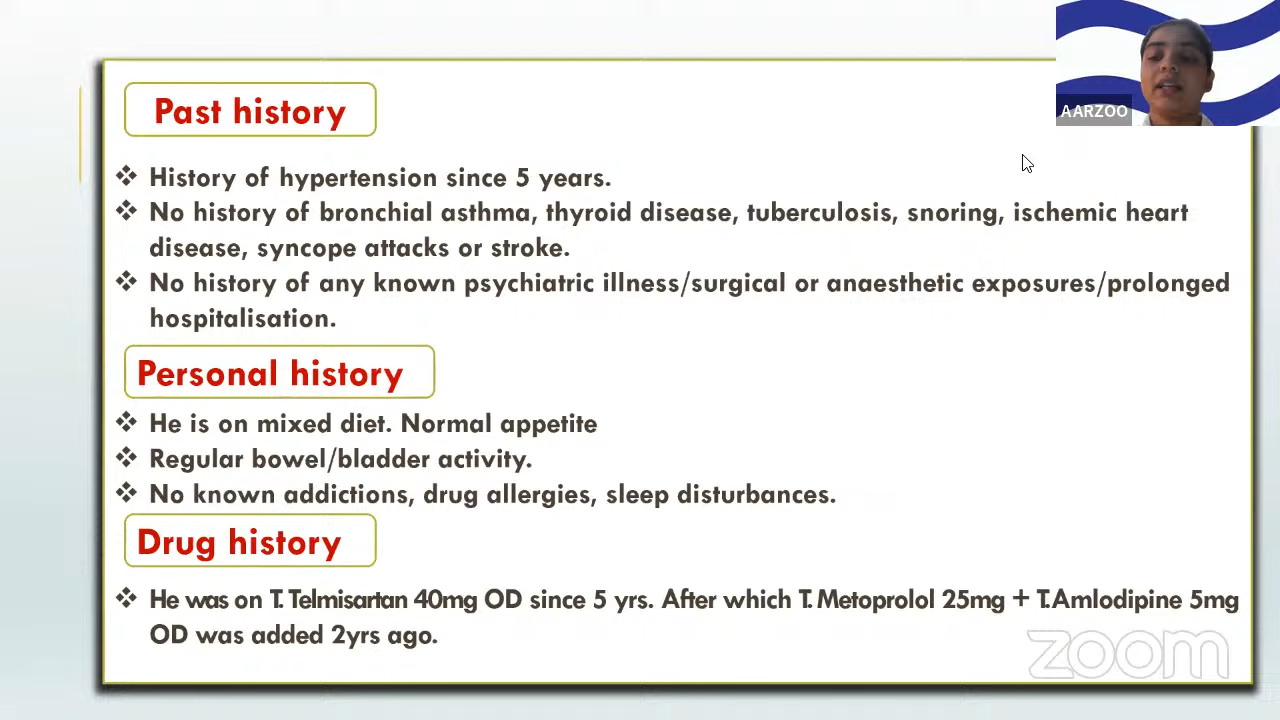 AARZOO
Past history
❖ History of hypertension since 5 years.
❖ No history of bronchial asthma, thyroid disease, tuberculosis, snoring, ischemic heart
disease, syncope attacks or stroke.
❖ No history of any known psychiatric illness/surgical or anaesthetic exposures/prolonged
hospitalisation.
Personal history
❖ He is on mixed diet. Normal appetite
❖ Regular bowel/bladder activity.
❖ No known addictions, drug allergies, sleep disturbances.
Drug history
❖ He was on T. Telmisartan 40mg OD since 5 yrs. After which T. Metoprolol 25mg + T.Amlodipine 5mg
OD was added 2yrs ago.
zoom